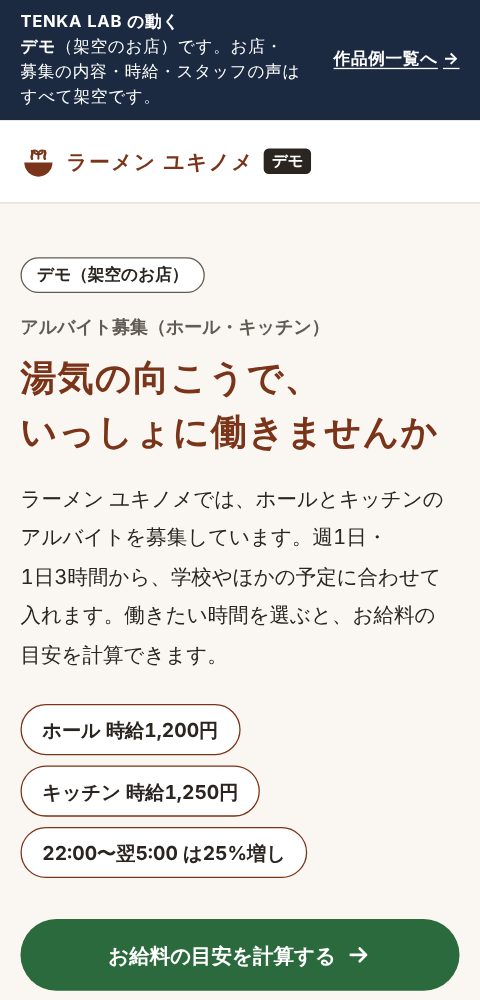 TENKA LAB の動く
デモ（架空のお店）です。お店・
募集の内容・時給・スタッフの声は
すべて架空です。
作品例一覧へ →
ラーメン ユキノメ デモ
デモ（架空のお店）
アルバイト募集（ホール・キッチン）
湯気の向こうで、
いっしょに働きませんか
ラーメン ユキノメでは、ホールとキッチンの
アルバイトを募集しています。週1日・
1日3時間から、学校やほかの予定に合わせて
入れます。働きたい時間を選ぶと、お給料の
目安を計算できます。
ホール 時給1,200円
キッチン 時給1,250円
22:00〜翌5:00 は25%増し
お給料の目安を計算する →